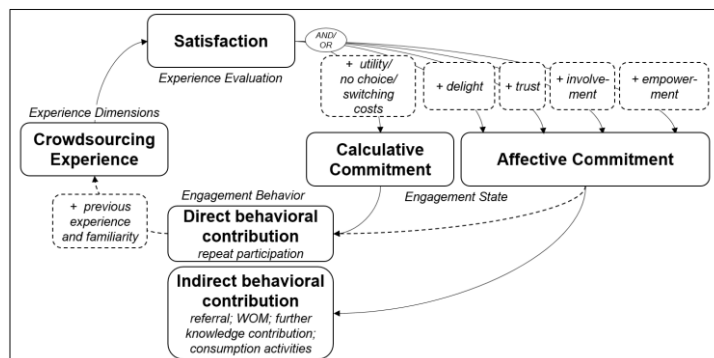 AND/
OR
Satisfaction
Experience Evaluation
+ utility/
no choice/
switching
costs
+ delight
+ trust
+ involve-
ment
+ empower-
ment
Experience Dimensions
Crowdsourcing
Experience
Calculative
Commitment
Affective Commitment
Engagement Behavior
Engagement State
+ previous
experience
and familiarity
Direct behavioral
contribution
repeat participation
Indirect behavioral
contribution
referral; WOM; further
knowledge contribution;
consumption activities